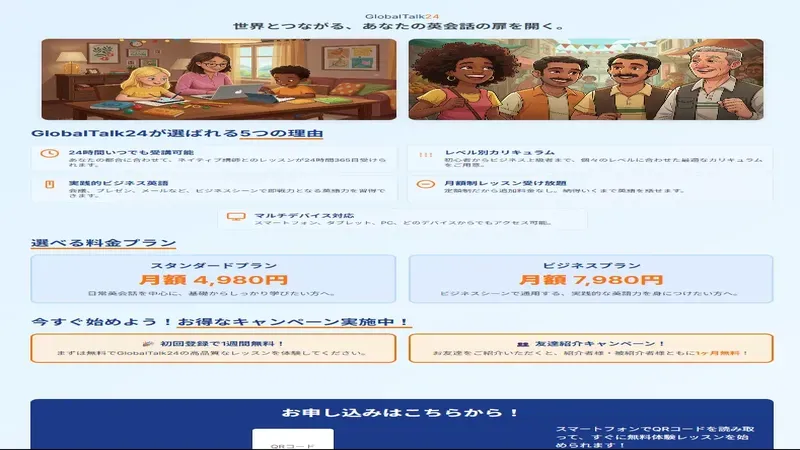 GlobalTalk24
世界とつながる、あなたの英会話の扉を開く。
GlobalTalk24が選ばれる5つの理由
24時間いつでも受講可能
あなたの都合に合わせて、ネイティブ講師とのレッスンが24時間365日受けら
れます。
レベル別カリキュラム
初心者からビジネス上級者まで、個々のレベルに合わせた最適なカリキュラム
をご用意。
実践的ビジネス英語
会議、プレゼン、メールなど、ビジネスシーンで即戦力となる英語力を習得で
きます。
月額制レッスン受け放題
定額制だから追加料金なし。納得いくまで英語を話せます。
マルチデバイス対応
スマートフォン、タブレット、PC、どのデバイスからでもアクセス可能。
選べる料金プラン
スタンダードプラン
月額 4,980円
日常英会話を中心に、基礎からしっかり学びたい方へ。
ビジネスプラン
月額 7,980円
ビジネスシーンで通用する、実践的な英語力を身につけたい方へ。
今すぐ始めよう！お得なキャンペーン実施中！
初回登録で1週間無料！
まずは無料でGlobalTalk24の高品質なレッスンを体験してください。
友達紹介キャンペーン！
お友達をご紹介いただくと、紹介者様・被紹介者様ともに1ヶ月無料！
お申し込みはこちらから！
QRコード
スマートフォンでQRコードを読み取
って、すぐに無料体験レッスンを始
められます！